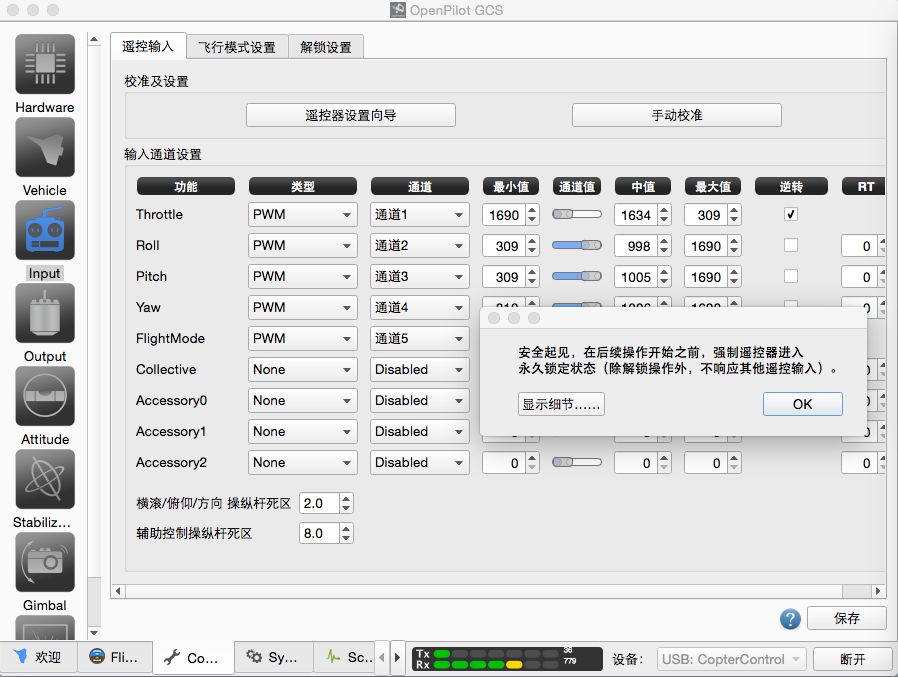 OpenPilot GCS
Hardware
Vehicle
Input
Output
Attitude
Stabiliz...
Gimbal
遥控输入 飞行模式设置 解锁设置
校准及设置
遥控器设置向导 手动校准
输入通道设置
功能 类型 通道 最小值 通道值 中值 最大值 逆转 RT
Throttle PWM 通道1 1690 1634 309
Roll PWM 通道2 309 998 1690 0
Pitch PWM 通道3 309 1005 1690 0
Yaw PWM 通道4
FlightMode PWM 通道5
Collective None Disabled
Accessory0 None Disabled
Accessory1 None Disabled
Accessory2 None Disabled 0 0 0 0
安全起见，在后续操作开始之前，强制遥控器进入
永久锁定状态（除解锁操作外，不响应其他遥控输入）。
显示细节…… OK
横滚/俯仰/方向 操纵杆死区 2.0
辅助控制操纵杆死区 8.0
? 保存
欢迎 Fli... Co... Sy... Sc.. Tx 36 Rx 779 设备： USB: CopterControl 断开